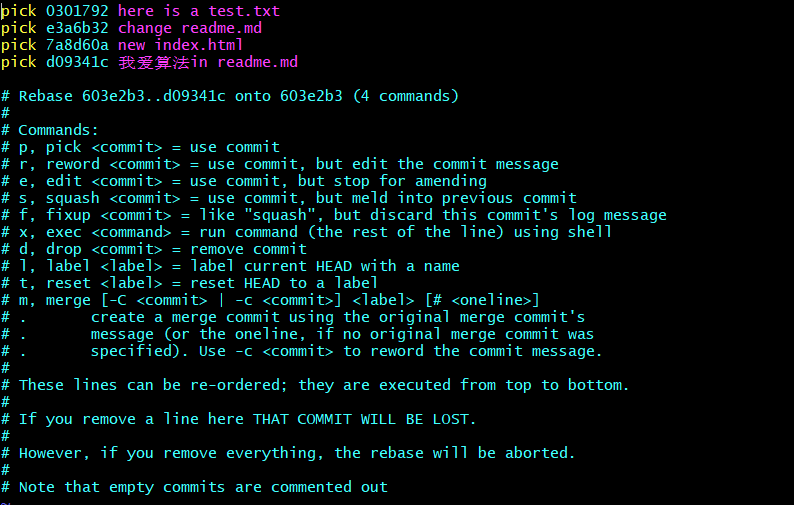 pick 0301792 here is a test.txt
pick e3a6b32 change readme.md
pick 7a8d60a new index.html
pick d09341c 我爱算法in readme.md
# Rebase 603e2b3..d09341c onto 603e2b3 (4 commands)
#
# Commands:
# p, pick <commit> = use commit
# r, reword <commit> = use commit, but edit the commit message
# e, edit <commit> = use commit, but stop for amending
# s, squash <commit> = use commit, but meld into previous commit
# f, fixup <commit> = like "squash", but discard this commit's log message
# x, exec <command> = run command (the rest of the line) using shell
# d, drop <commit> = remove commit
# l, label <label> = label current HEAD with a name
# t, reset <label> = reset HEAD to a label
# m, merge [-C <commit> | -c <commit>] <label> [# <oneline>]
# .       create a merge commit using the original merge commit's
# .       message (or the oneline, if no original merge commit was
# .       specified). Use -c <commit> to reword the commit message.
#
# These lines can be re-ordered; they are executed from top to bottom.
#
# If you remove a line here THAT COMMIT WILL BE LOST.
#
# However, if you remove everything, the rebase will be aborted.
#
# Note that empty commits are commented out